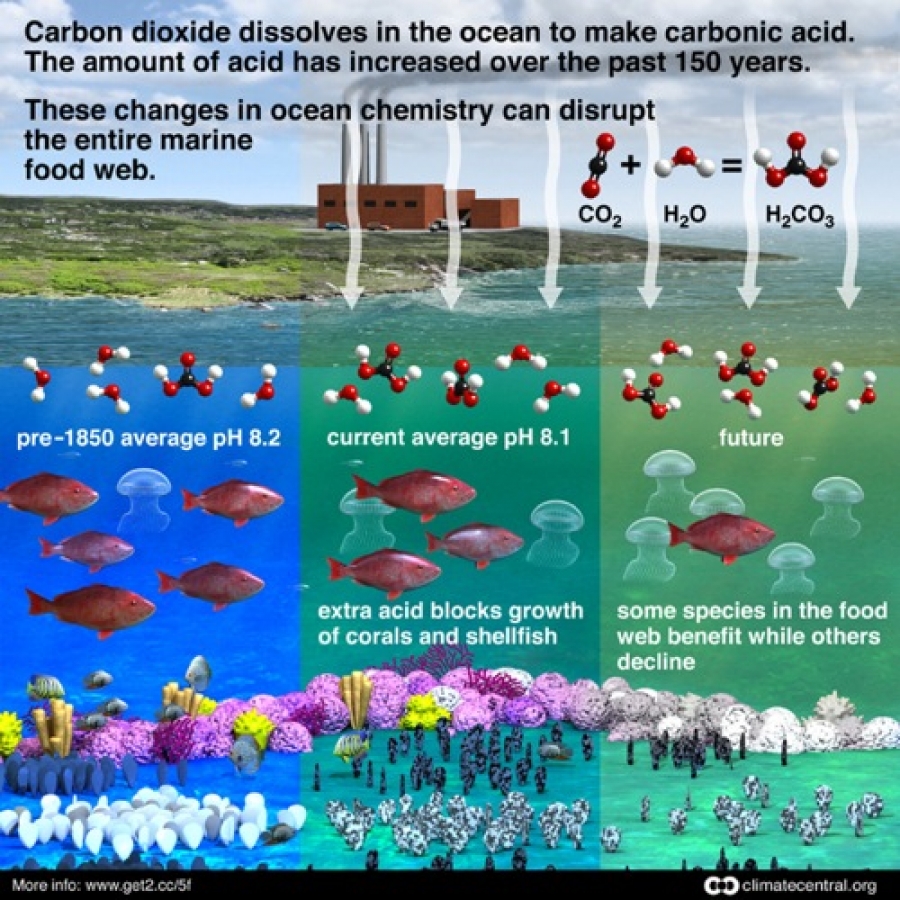 Carbon dioxide dissolves in the ocean to make carbonic acid.
The amount of acid has increased over the past 150 years.
These changes in ocean chemistry can disrupt
the entire marine
food web.
+ =
CO₂ H₂O H₂CO₃
pre-1850 average pH 8.2
current average pH 8.1
future
extra acid blocks growth
of corals and shellfish
some species in the food
web benefit while others
decline
More info: www.get2.cc/5f
climatecentral.org